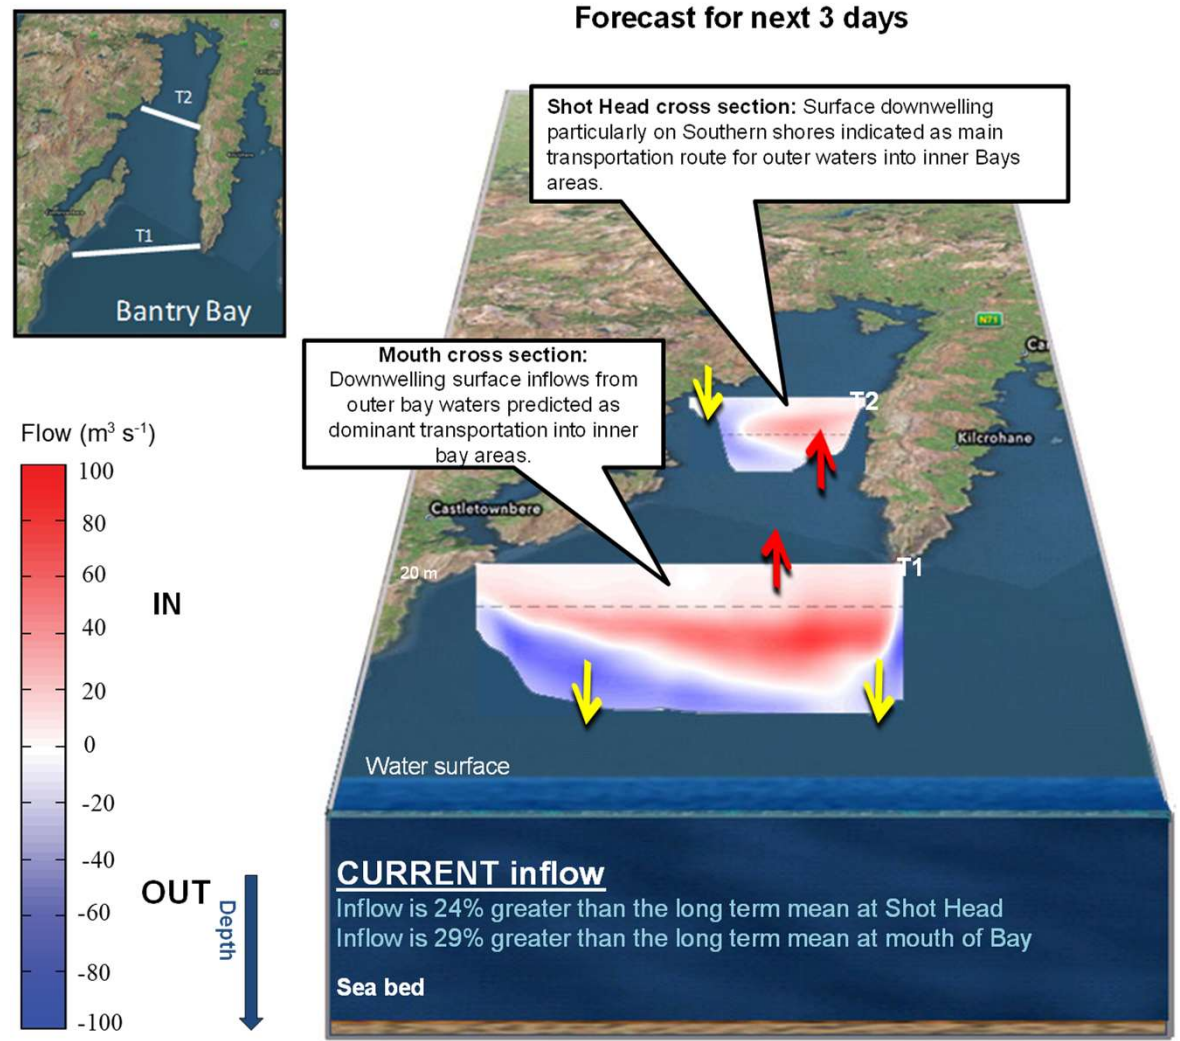 Forecast for next 3 days
T2
T1
Bantry Bay
Shot Head cross section: Surface downwelling
particularly on Southern shores indicated as main
transportation route for outer waters into inner Bays
areas.
Mouth cross section:
Downwelling surface inflows from
outer bay waters predicted as
dominant transportation into inner
bay areas.
N71
T2
Kilcrohane
Castletownbere
20 m
T1
Flow (m³ s⁻¹)
100
80
60
40
20
0
-20
-40
-60
-80
-100
IN
OUT
Depth
Water surface
CURRENT inflow
Inflow is 24% greater than the long term mean at Shot Head
Inflow is 29% greater than the long term mean at mouth of Bay
Sea bed